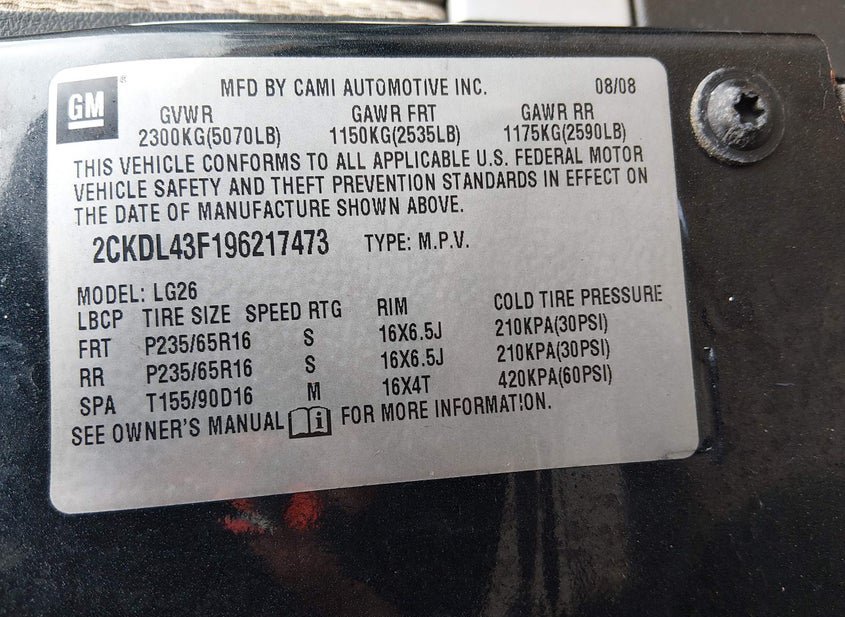 GM ® MFD BY CAMI AUTOMOTIVE INC. 08/08
GVWR GAWR FRT GAWR RR
2300KG(5070LB) 1150KG(2535LB) 1175KG(2590LB)
THIS VEHICLE CONFORMS TO ALL APPLICABLE U.S. FEDERAL MOTOR
VEHICLE SAFETY AND THEFT PREVENTION STANDARDS IN EFFECT ON
THE DATE OF MANUFACTURE SHOWN ABOVE.
2CKDL43F196217473 TYPE: M.P.V.
MODEL: LG26
LBCP TIRE SIZE SPEED RTG RIM COLD TIRE PRESSURE
FRT P235/65R16 S 16X6.5J 210KPA(30PSI)
RR P235/65R16 S 16X6.5J 210KPA(30PSI)
SPA T155/90D16 M 16X4T 420KPA(60PSI)
SEE OWNER'S MANUAL i FOR MORE INFORMATION.